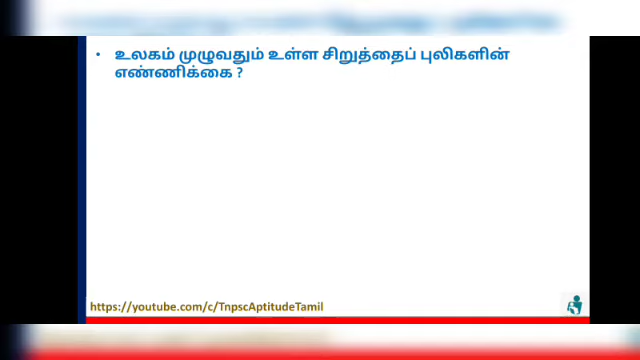 • உலகம் முழுவதும் உள்ள சிறுத்தைப் புலிகளின்
எண்ணிக்கை ?
https://youtube.com/c/TnpscAptitudeTamil